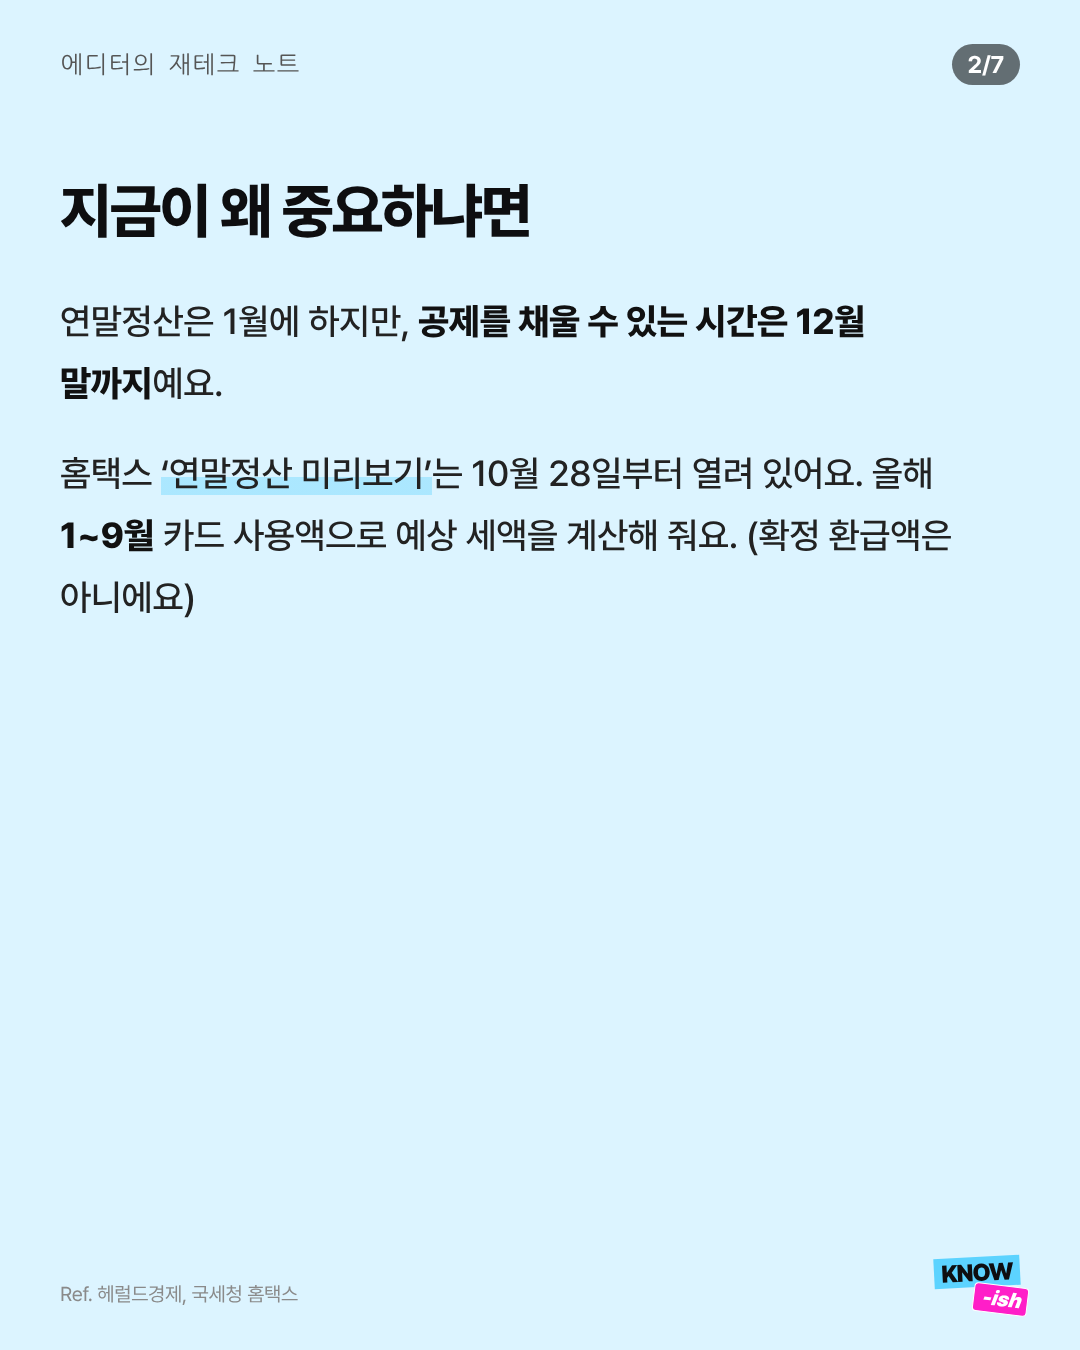 에디터의 재테크 노트
2/7
지금이 왜 중요하냐면
연말정산은 1월에 하지만, 공제를 채울 수 있는 시간은 12월
말까지예요.
홈택스 ‘연말정산 미리보기’는 10월 28일부터 열려 있어요. 올해
1~9월 카드 사용액으로 예상 세액을 계산해 줘요. (확정 환급액은
아니에요)
Ref. 헤럴드경제, 국세청 홈택스
KNOW
-ish